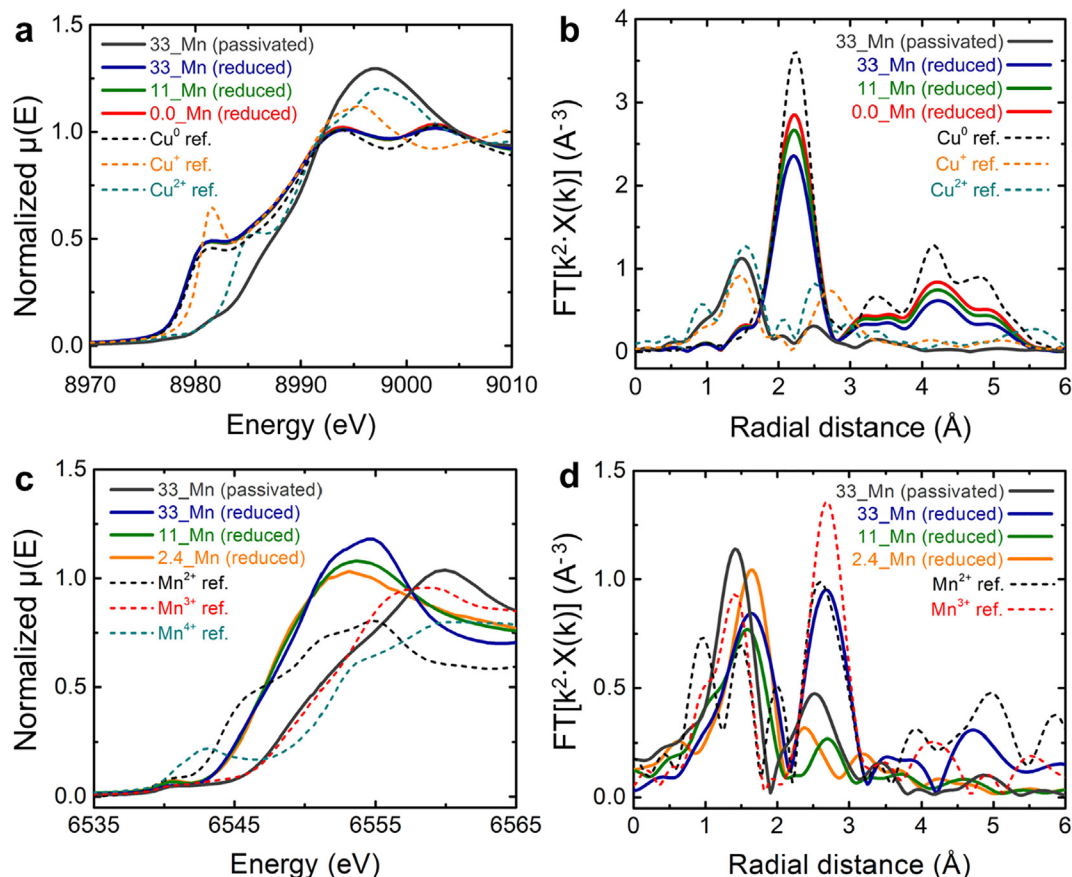 a
33_Mn (passivated)
33_Mn (reduced)
11_Mn (reduced)
0.0_Mn (reduced)
Cu⁰ ref.
Cu⁺ ref.
Cu²⁺ ref.
Normalized μ(E)
1.5
1.0
0.5
0.0
8970 8980 8990 9000 9010
Energy (eV)
b
33_Mn (passivated)
33_Mn (reduced)
11_Mn (reduced)
0.0_Mn (reduced)
Cu⁰ ref.
Cu⁺ ref.
Cu²⁺ ref.
FT[k²·X(k)] (A⁻³)
4
3
2
1
0
0 1 2 3 4 5 6
Radial distance (Å)
c
33_Mn (passivated)
33_Mn (reduced)
11_Mn (reduced)
2.4_Mn (reduced)
Mn²⁺ ref.
Mn³⁺ ref.
Mn⁴⁺ ref.
Normalized μ(E)
1.5
1.0
0.5
0.0
6535 6545 6555 6565
Energy (eV)
d
33_Mn (passivated)
33_Mn (reduced)
11_Mn (reduced)
2.4_Mn (reduced)
Mn²⁺ ref.
Mn³⁺ ref.
FT[k²·X(k)] (A⁻³)
1.5
1.0
0.5
0.0
0 1 2 3 4 5 6
Radial distance (Å)